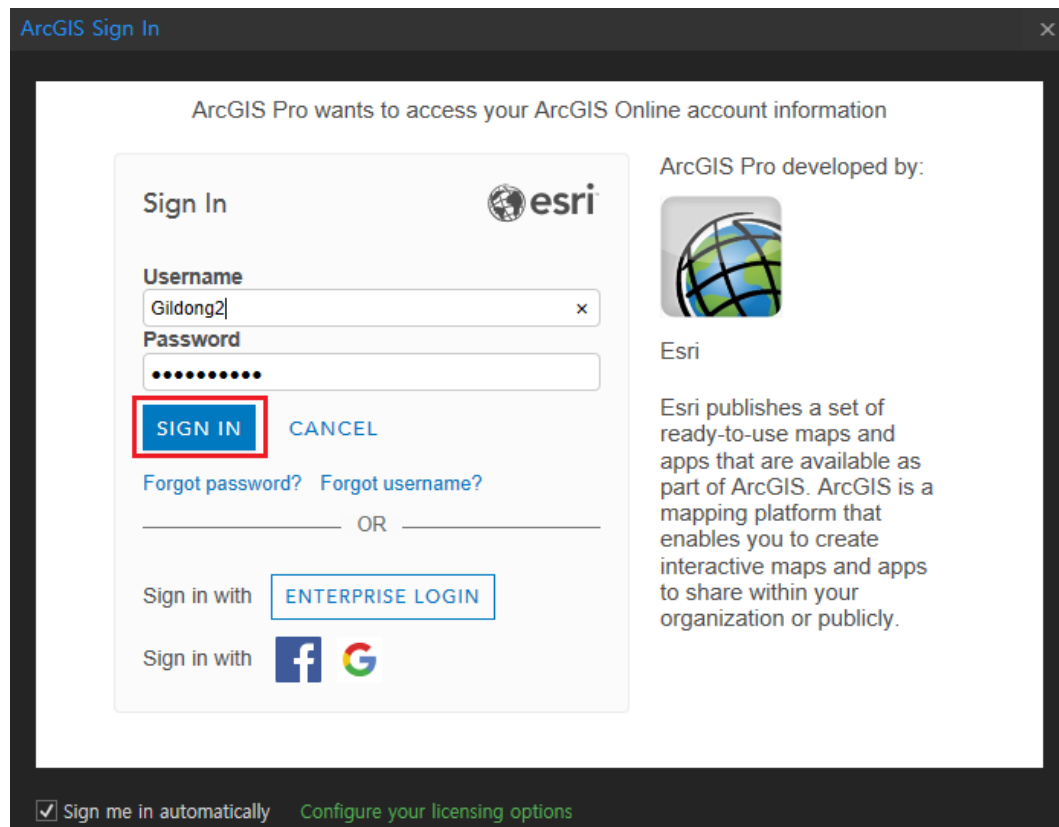 ArcGIS Sign In
ArcGIS Pro wants to access your ArcGIS Online account information
Sign In
esri
Username
Gildong2
Password
••••••••••
SIGN IN
CANCEL
Forgot password?
Forgot username?
OR
Sign in with
ENTERPRISE LOGIN
Sign in with
ArcGIS Pro developed by:
Esri
Esri publishes a set of
ready-to-use maps and
apps that are available as
part of ArcGIS. ArcGIS is a
mapping platform that
enables you to create
interactive maps and apps
to share within your
organization or publicly.
Sign me in automatically
Configure your licensing options